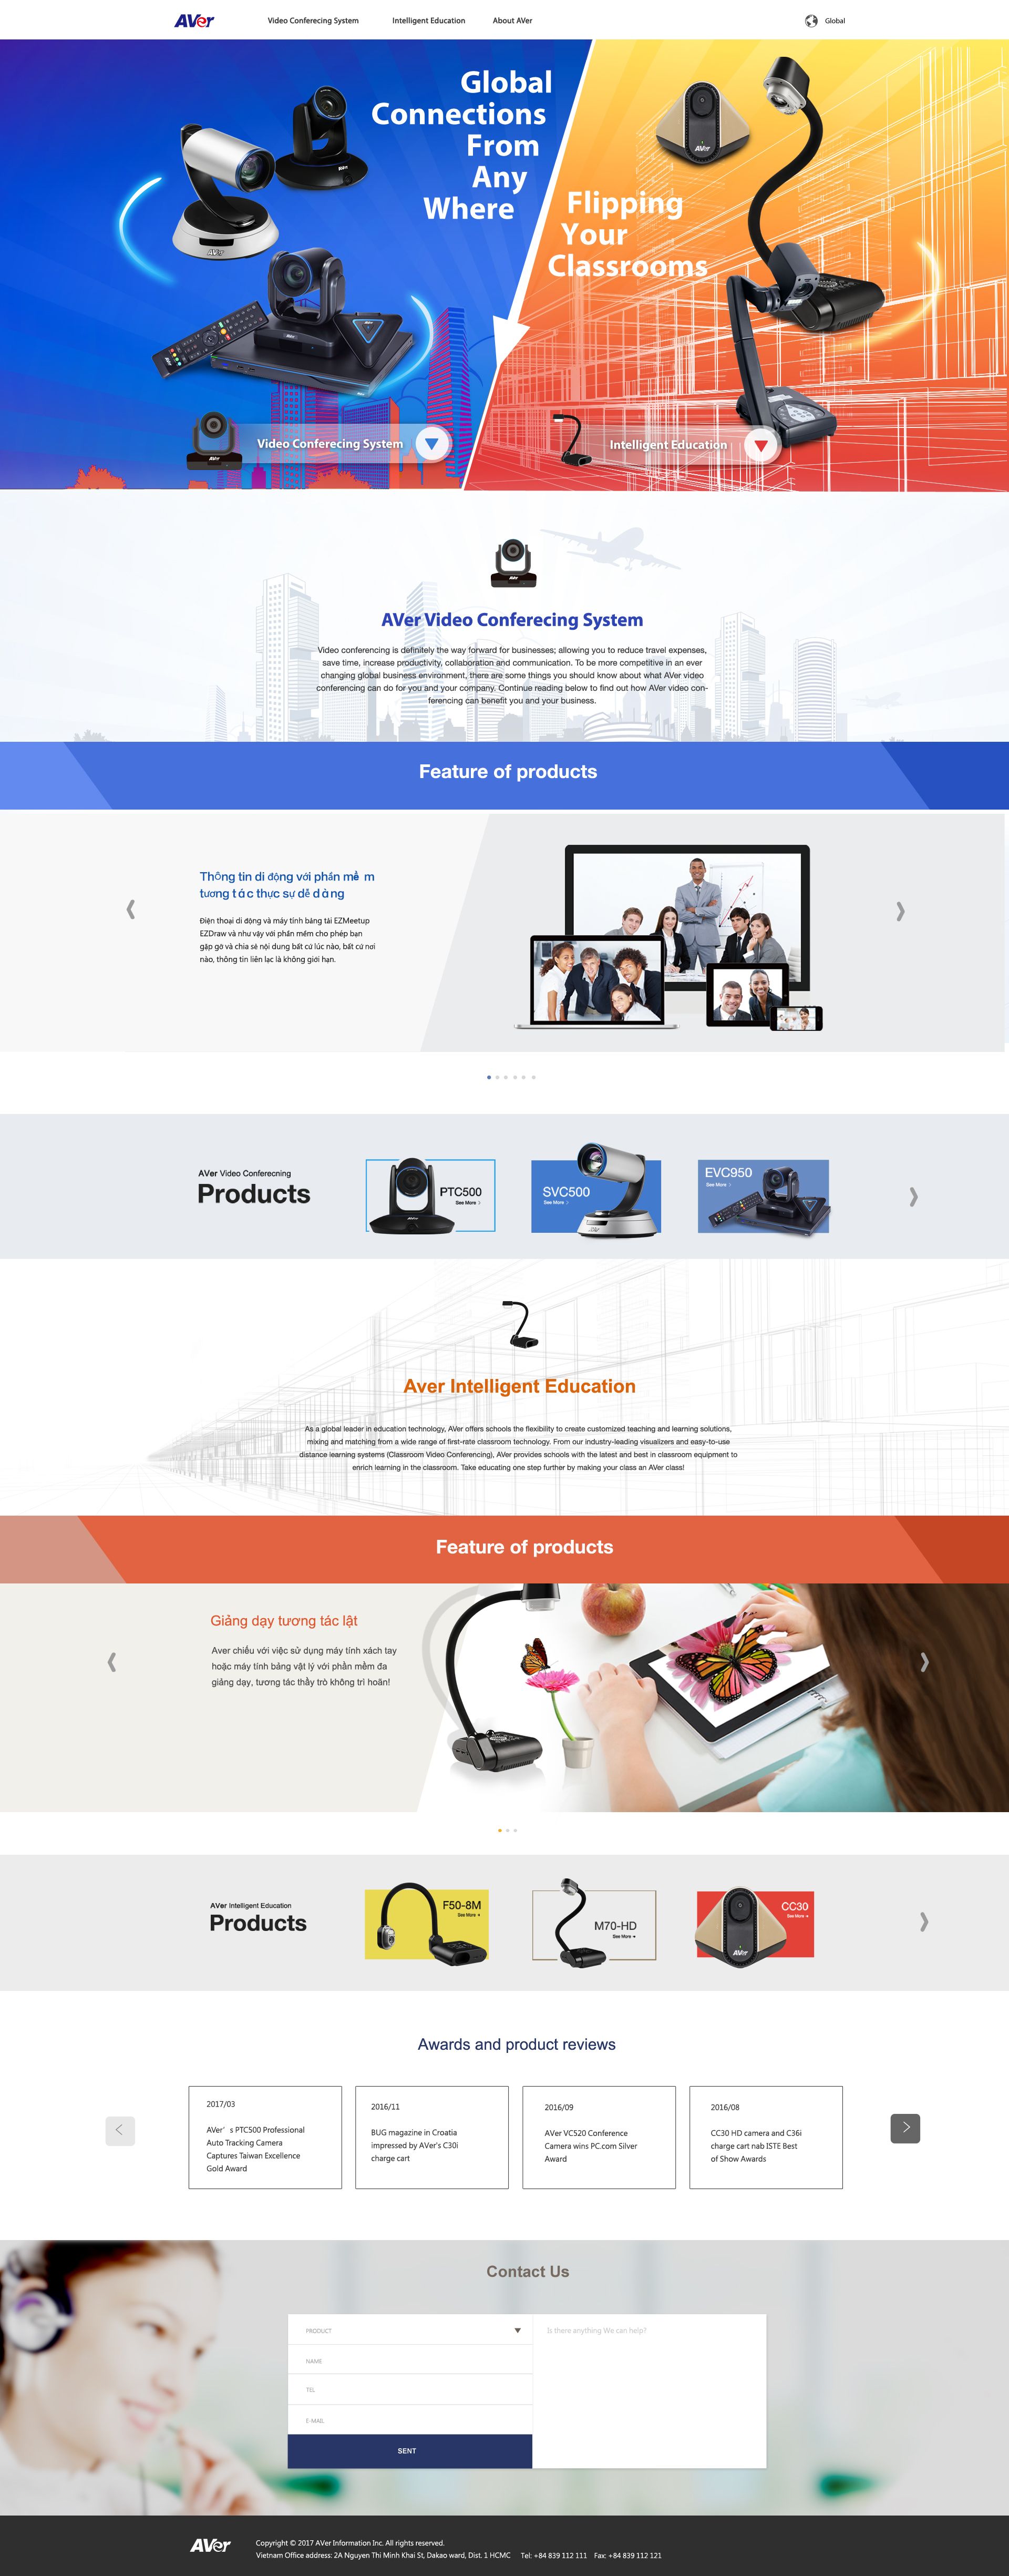 AVer
Video Conferecing System
Intelligent Education
About AVer
Global
Global
Connections
From
Any
Where
Flipping
Your
Classrooms
AVer
AVer
Video Conferecing System
Intelligent Education
AVer
AVer Video Conferecing System
Video conferencing is definitely the way forward for businesses; allowing you to reduce travel expenses,
save time, increase productivity, collaboration and communication. To be more competitive in an ever
changing global business environment, there are some things you should know about what AVer video
conferencing can do for you and your company. Continue reading below to find out how AVer video con-
ferencing can benefit you and your business.
Feature of products
Thông tin di động với phần mề m
tương tác thực sự dễ dàng
Điện thoại di động và máy tính bảng tải EZMeetup
EZDraw và như vậy với phần mềm cho phép bạn
gặp gỡ và chia sẻ nội dung bất cứ lúc nào, bất cứ nơi
nào, thông tin liên lạc là không giới hạn.
AVer Video Conferecning
Products
PTC500
See More
SVC500
See More
EVC950
See More
Aver Intelligent Education
As a global leader in education technology, AVer offers schools the flexibility to create customized teaching and learning solutions,
mixing and matching from a wide range of first-rate classroom technology. From our industry-leading visualizers and easy-to-use
distance learning systems (Classroom Video Conferencing), AVer provides schools with the latest and best in classroom equipment to
enrich learning in the classroom. Take educating one step further by making your class an AVer class!
Feature of products
Giảng dạy tương tác lật
Aver chiếu với việc sử dụng máy tính xách tay
hoặc máy tính bảng vật lý với phần mềm đa
giảng dạy, tương tác thầy trò không trì hoãn!
AVer Intelligent Education
Products
F50-8M
See More
M70-HD
See More
CC30
See More
AVer
Awards and product reviews
2017/03
AVer's PTC500 Professional
Auto Tracking Camera
Captures Taiwan Excellence
Gold Award
2016/11
BUG magazine in Croatia
impressed by AVer's C30i
charge cart
2016/09
AVer VC520 Conference
Camera wins PC.com Silver
Award
2016/08
CC30 HD camera and C36i
charge cart nab ISTE Best
of Show Awards
Contact Us
PRODUCT
NAME
TEL
E-MAIL
SENT
Is there anything We can help?
AVer
Copyright © 2017 AVer Information Inc. All rights reserved.
Vietnam Office address: 2A Nguyen Thi Minh Khai St, Dakao ward, Dist. 1 HCMC Tel: +84 839 112 111 Fax: +84 839 112 121